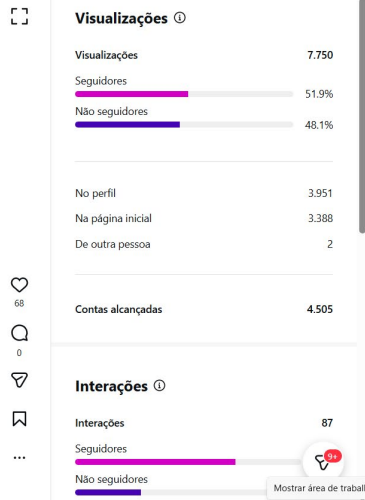 Visualizações
Visualizações 7.750
Seguidores
51.9%
Não seguidores
48.1%
No perfil 3.951
Na página inicial 3.388
De outra pessoa 2
Contas alcançadas 4.505
68
0
Interações
Interações 87
Seguidores
9+
Não seguidores
Mostrar área de trabal